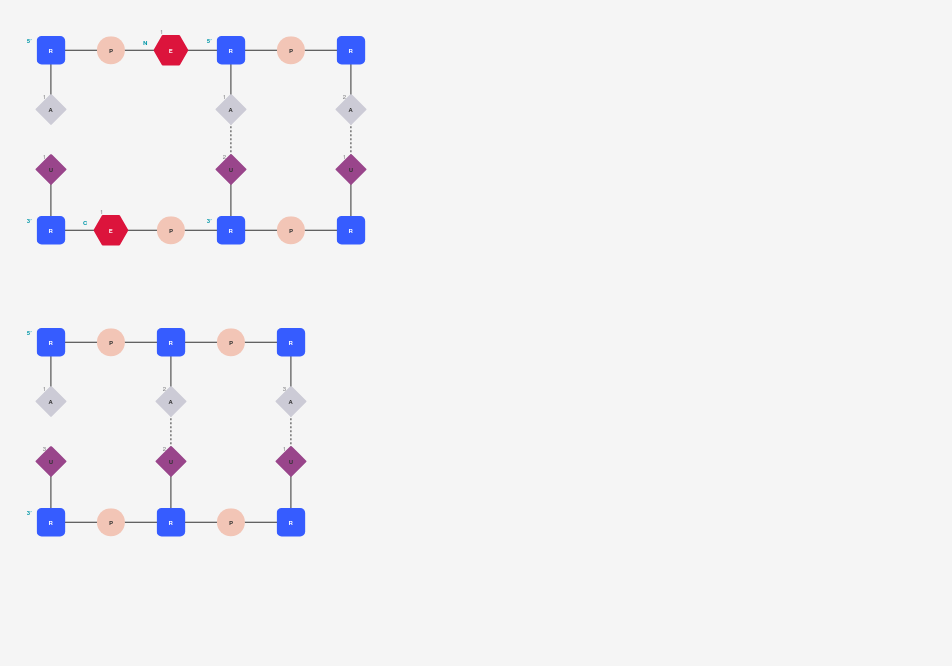 1
5' R P N E 5' R P R
1 1 2
A A A
1 2 1
U U U
1
3' R C E P 3' R P R
5' R P R P R
1 2 3
A A A
3 2 1
U U U
3' R P R P R